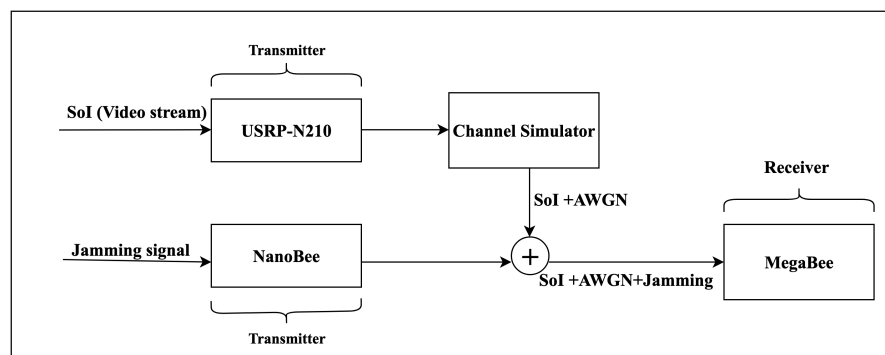 Transmitter
SoI (Video stream)
USRP-N210
Channel Simulator
SoI +AWGN
Receiver
Jamming signal
NanoBee
+
SoI +AWGN+Jamming
MegaBee
Transmitter